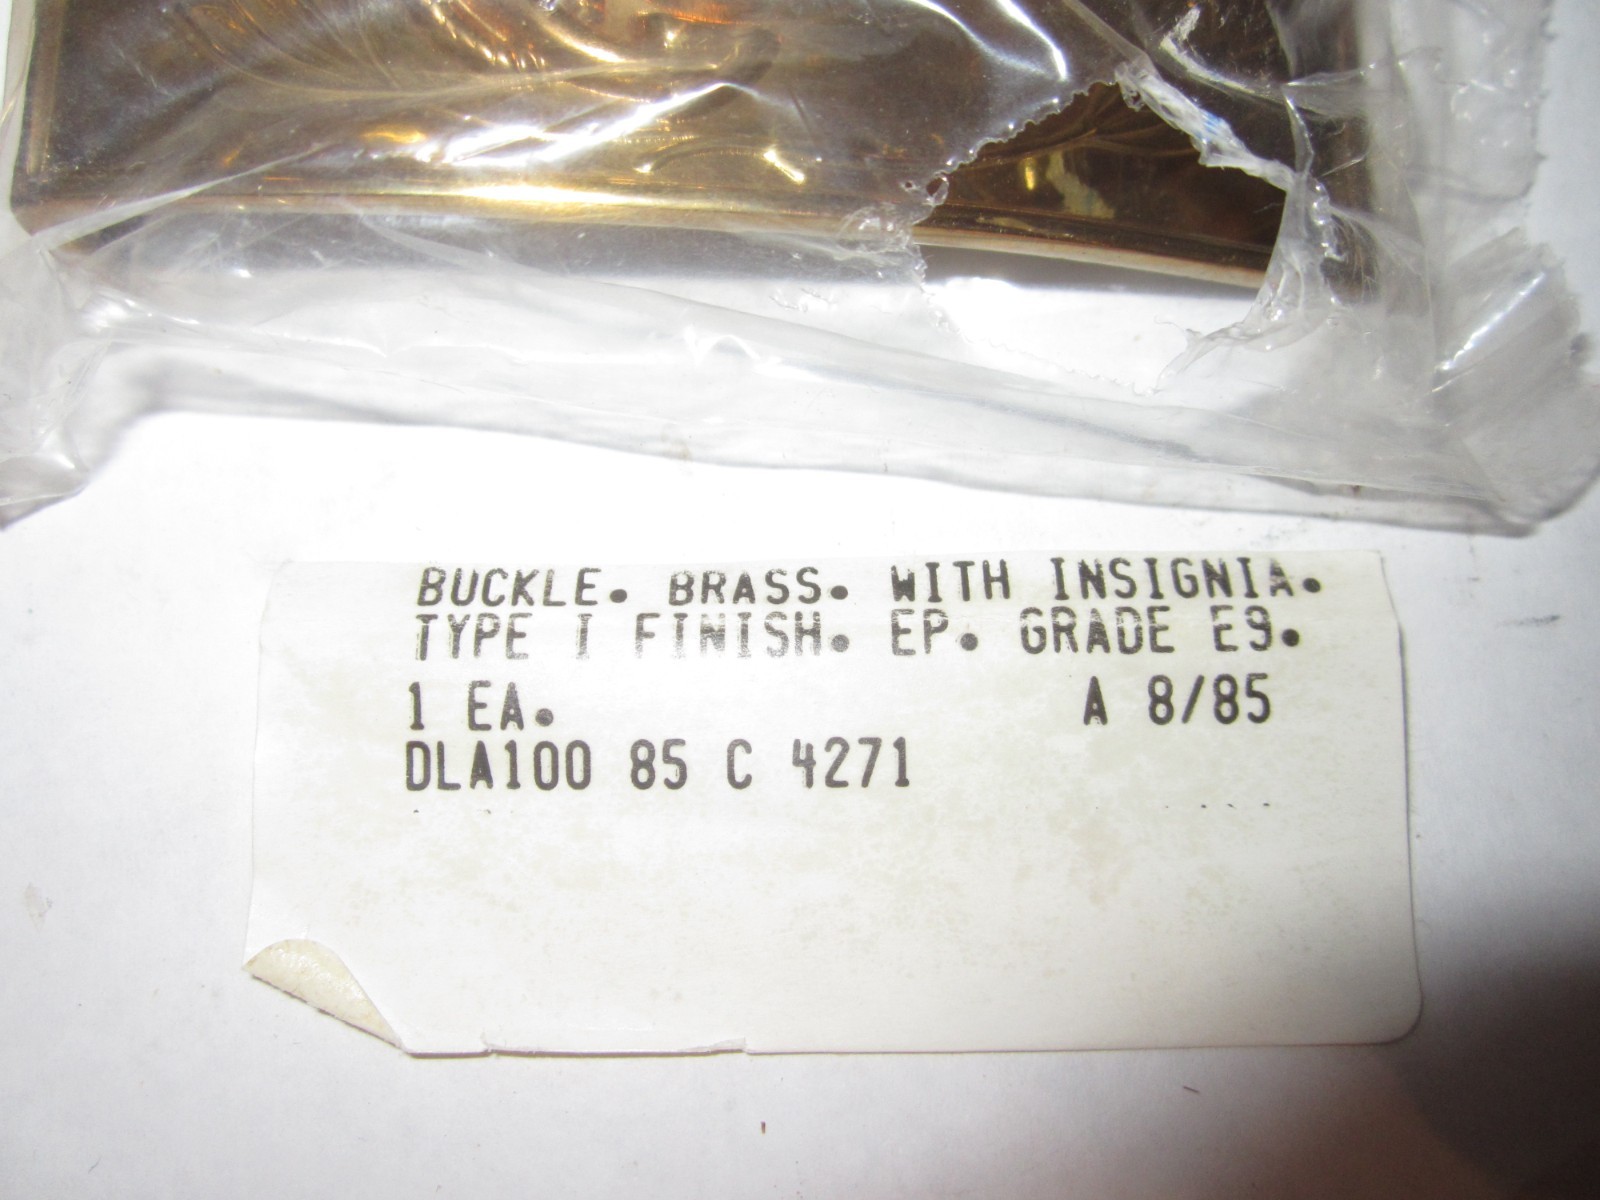 BUCKLE. BRASS. WITH INSIGNIA.
TYPE I FINISH. EP. GRADE E9.
1 EA. A 8/85
DLA100 85 C 4271